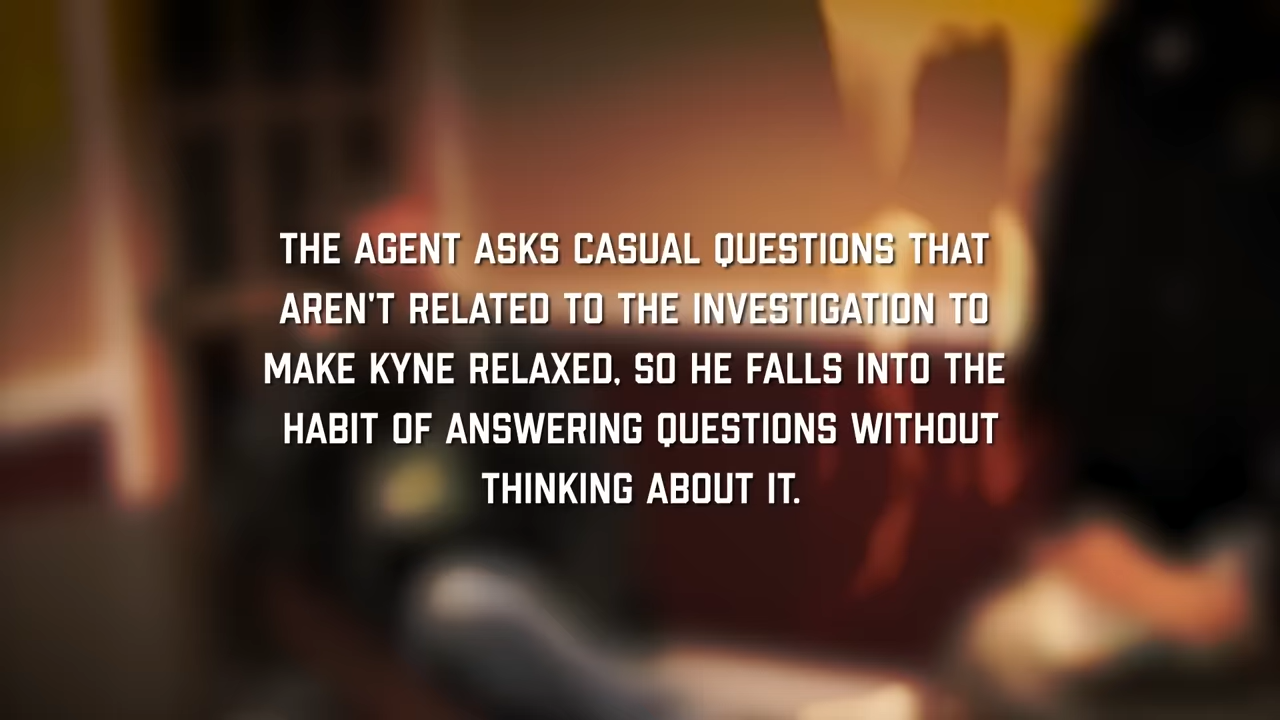 THE AGENT ASKS CASUAL QUESTIONS THAT
AREN'T RELATED TO THE INVESTIGATION TO
MAKE KYNE RELAXED, SO HE FALLS INTO THE
HABIT OF ANSWERING QUESTIONS WITHOUT
THINKING ABOUT IT.